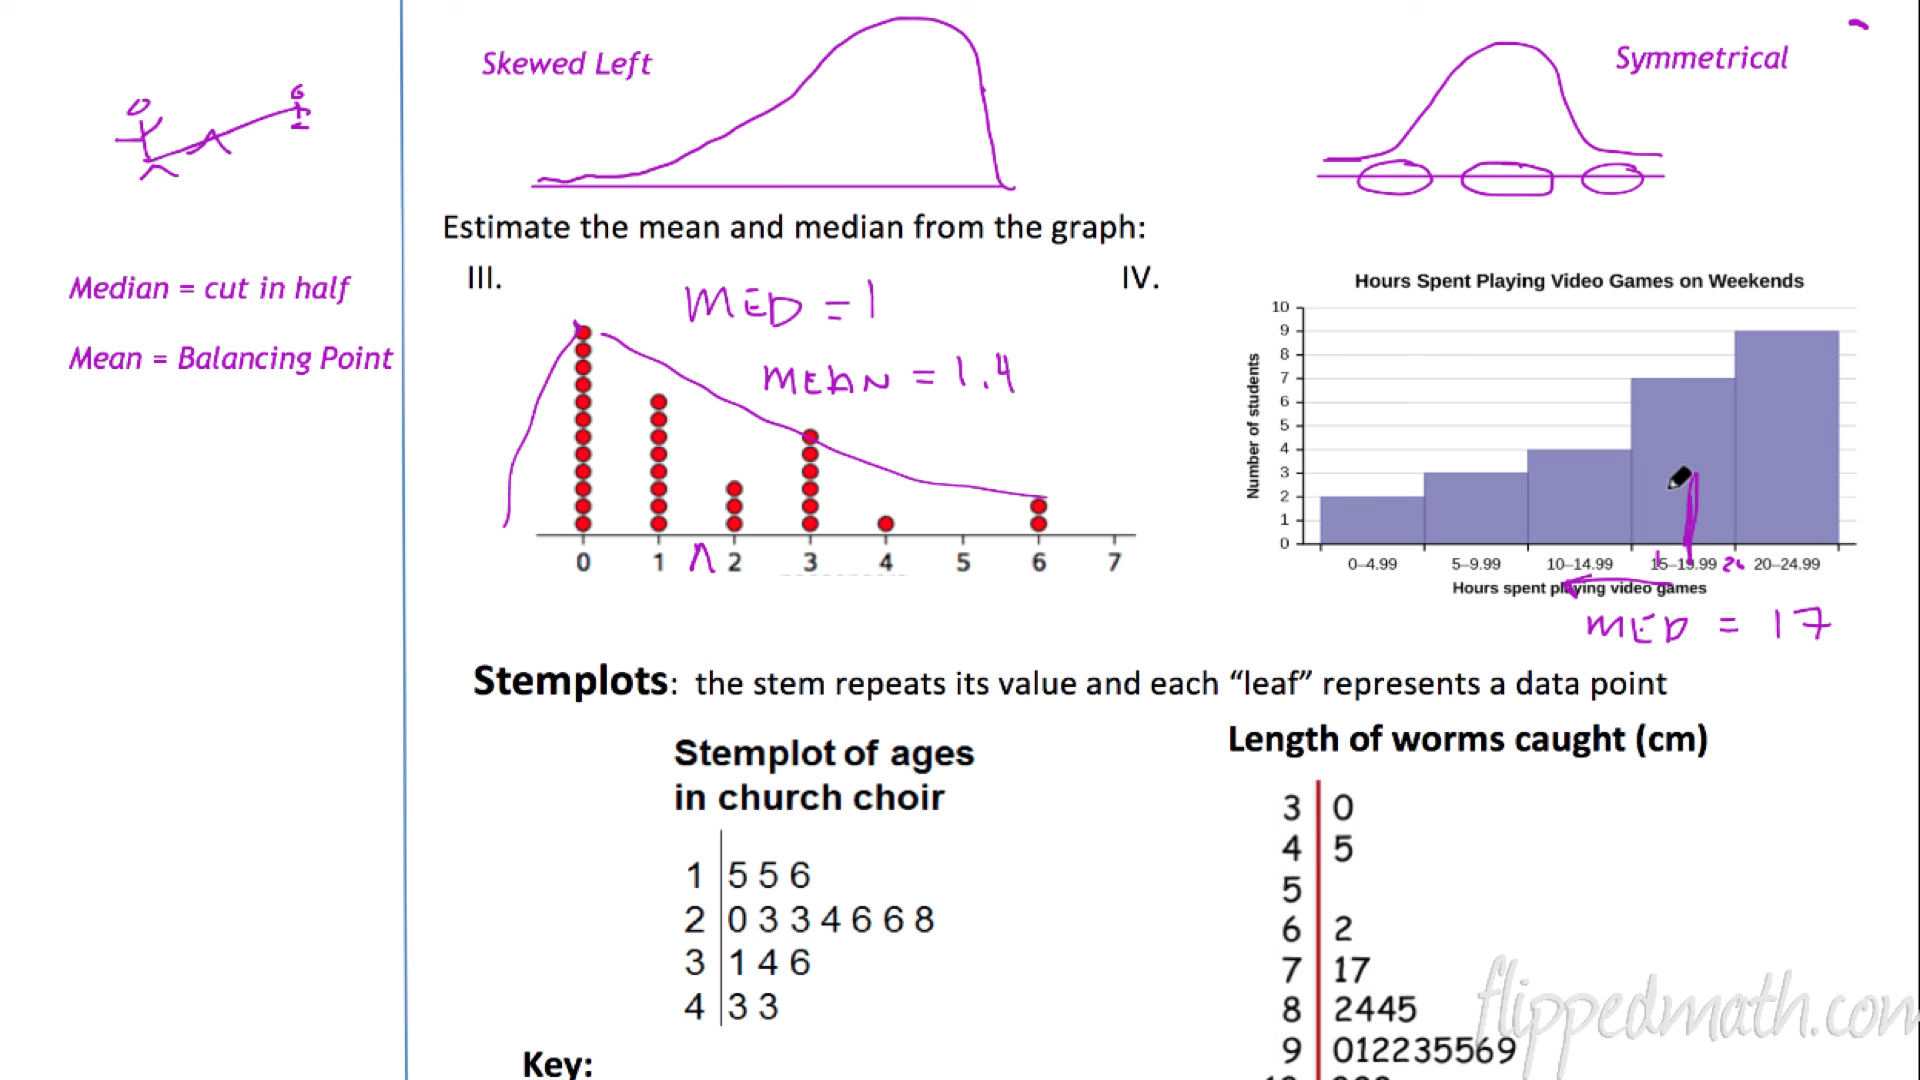 Skewed Left
Symmetrical
Estimate the mean and median from the graph:
Median = cut in half
Mean = Balancing Point
III.
MED = 1
MEAN = 1.4
0 1 2 3 4 5 6 7
IV.
Hours Spent Playing Video Games on Weekends
Number of students
10
9
8
7
6
5
4
3
2
1
0
0–4.99 5–9.99 10–14.99 15–19.99 20–24.99
Hours spent playing video games
MED = 17
Stemplots: the stem repeats its value and each “leaf” represents a data point
Stemplot of ages
in church choir
1 5 5 6
2 0 3 3 4 6 6 8
3 1 4 6
4 3 3
Key:
Length of worms caught (cm)
3 0
4 5
5
6 2
7 17
8 2445
9 012235569
flippedmath.com